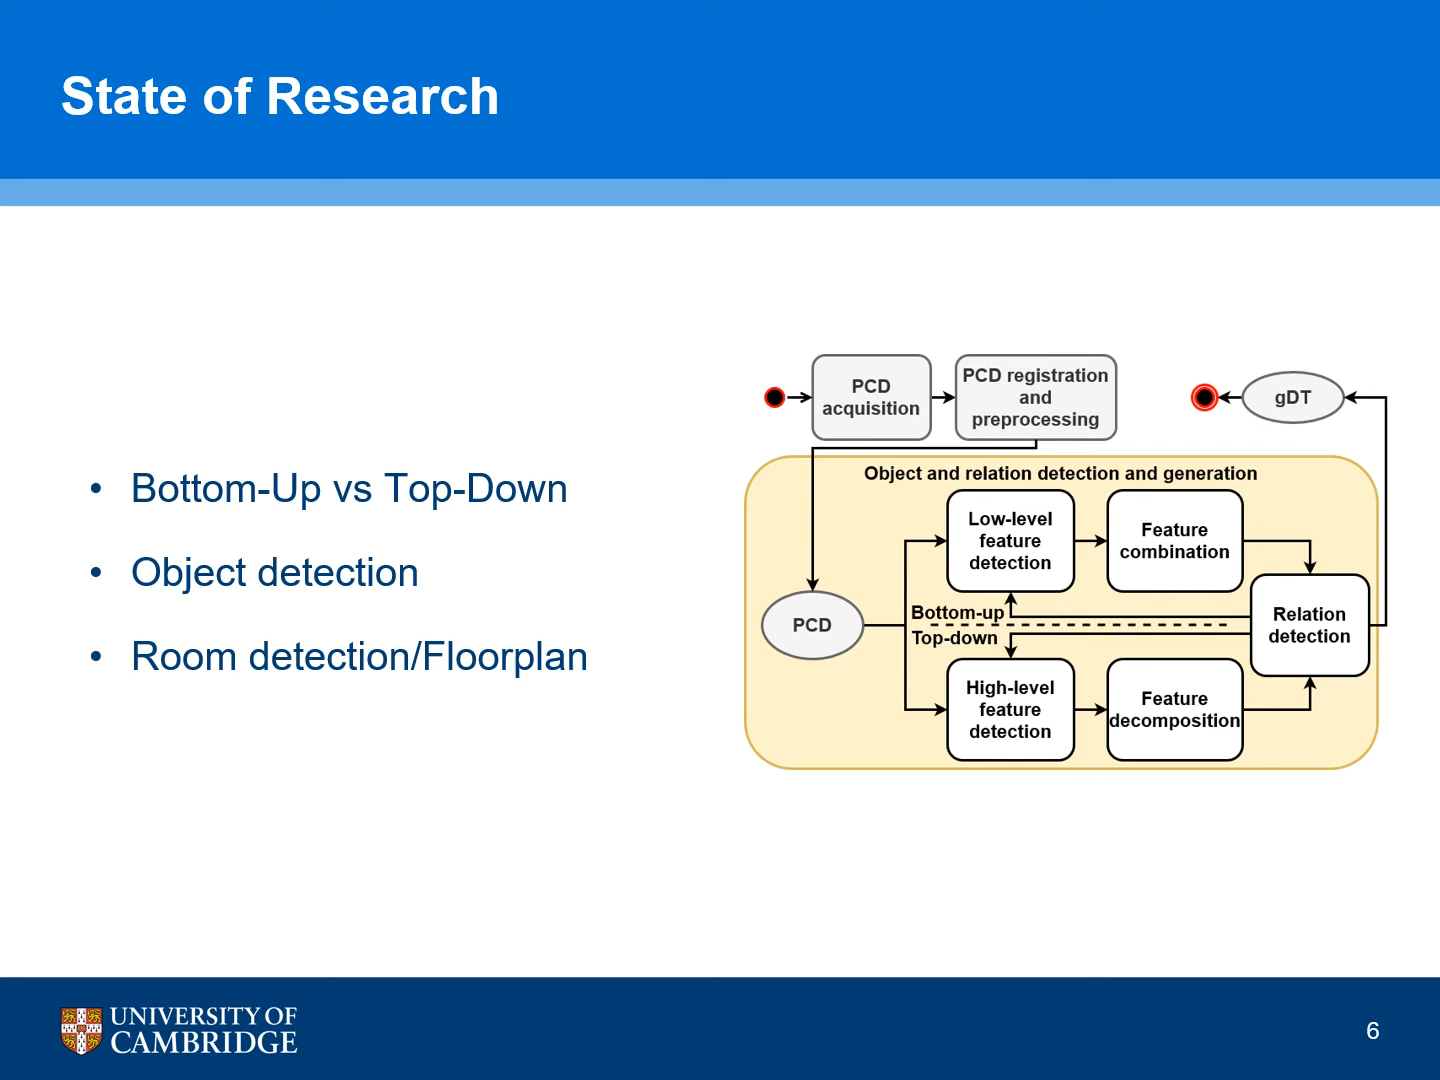 State of Research
• Bottom-Up vs Top-Down
• Object detection
• Room detection/Floorplan
PCD
acquisition
PCD registration
and
preprocessing
gDT
Object and relation detection and generation
Low-level
feature
detection
Feature
combination
PCD
Bottom-up
Top-down
Relation
detection
High-level
feature
detection
Feature
decomposition
UNIVERSITY OF
CAMBRIDGE
6